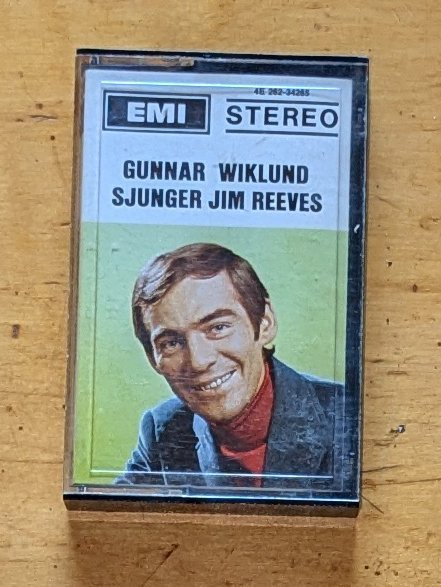 4E 262-34265
EMI STEREO
GUNNAR WIKLUND
SJUNGER JIM REEVES